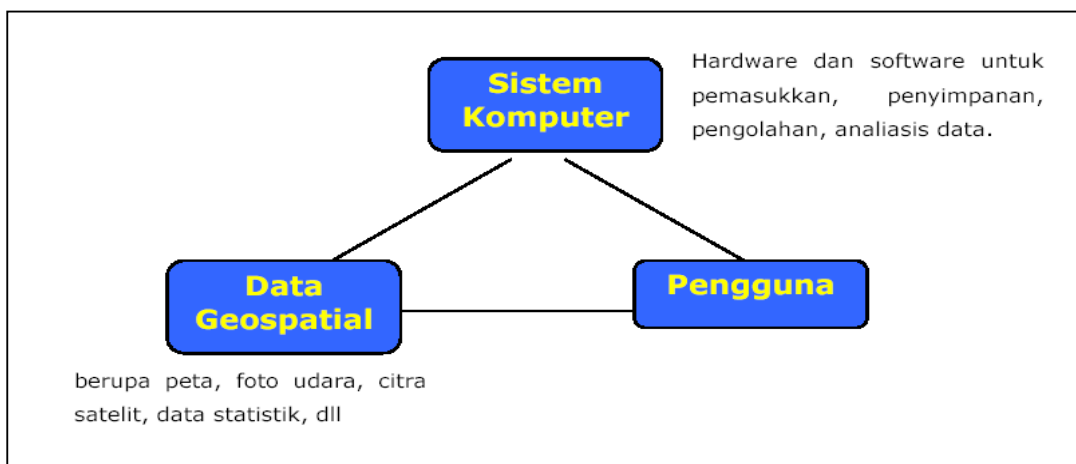 Sistem
Komputer
Hardware dan software untuk
pemasukkan, penyimpanan,
pengolahan, analiasis data.
Data
Geospatial
Pengguna
berupa peta, foto udara, citra
satelit, data statistik, dll